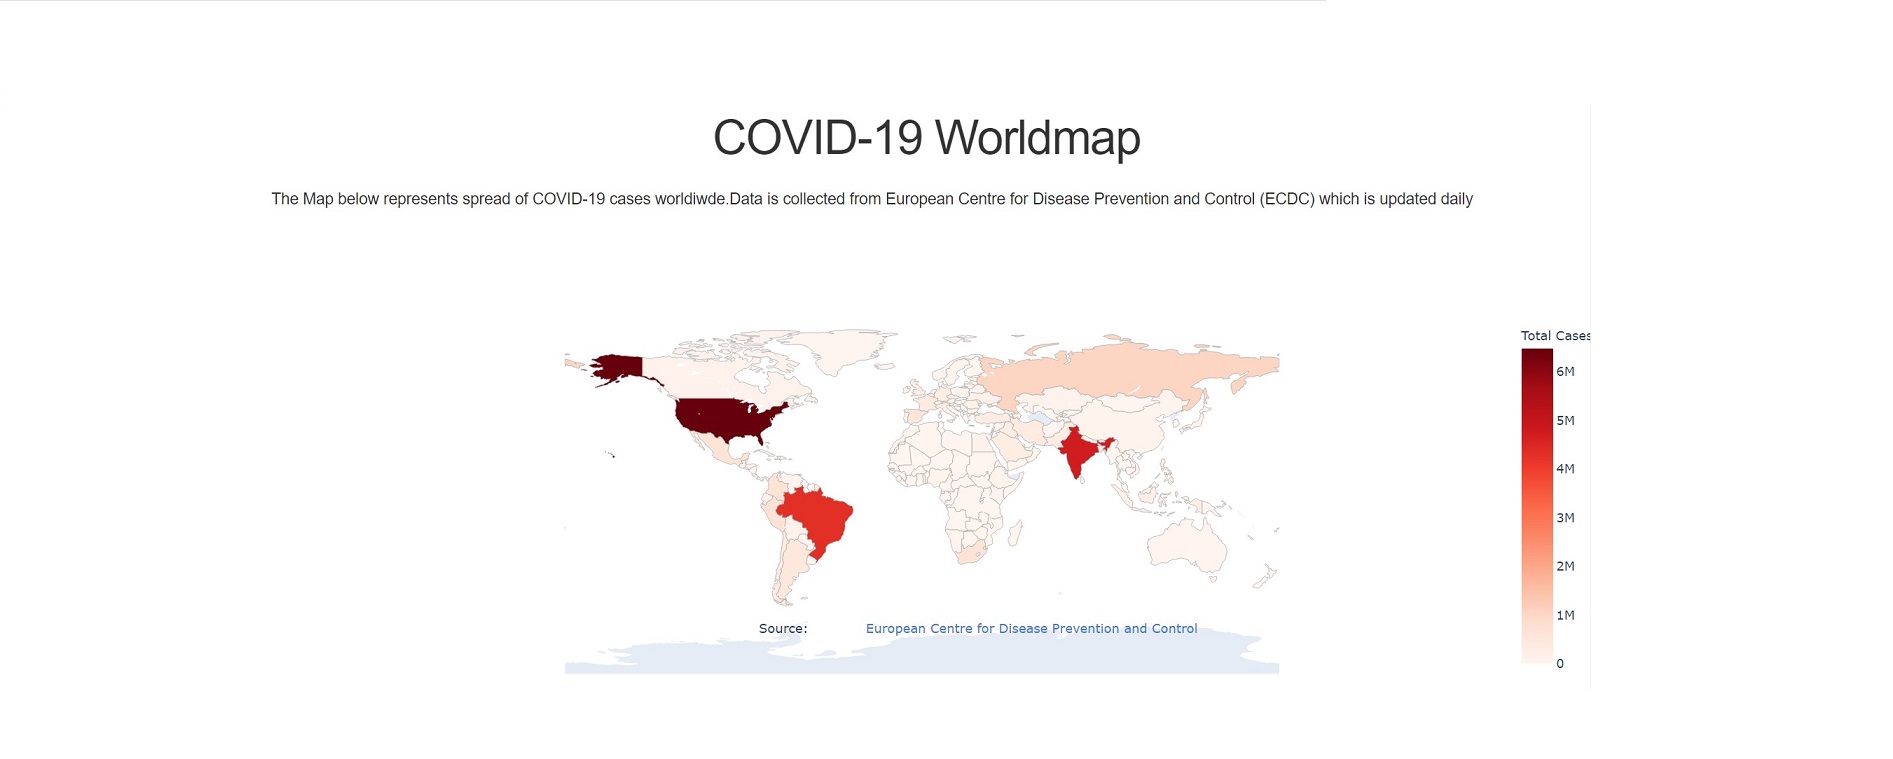 COVID-19 Worldmap
The Map below represents spread of COVID-19 cases worldiwde.Data is collected from European Centre for Disease Prevention and Control (ECDC) which is updated daily
Total Cases
6M
5M
4M
3M
2M
1M
0
Source: European Centre for Disease Prevention and Control